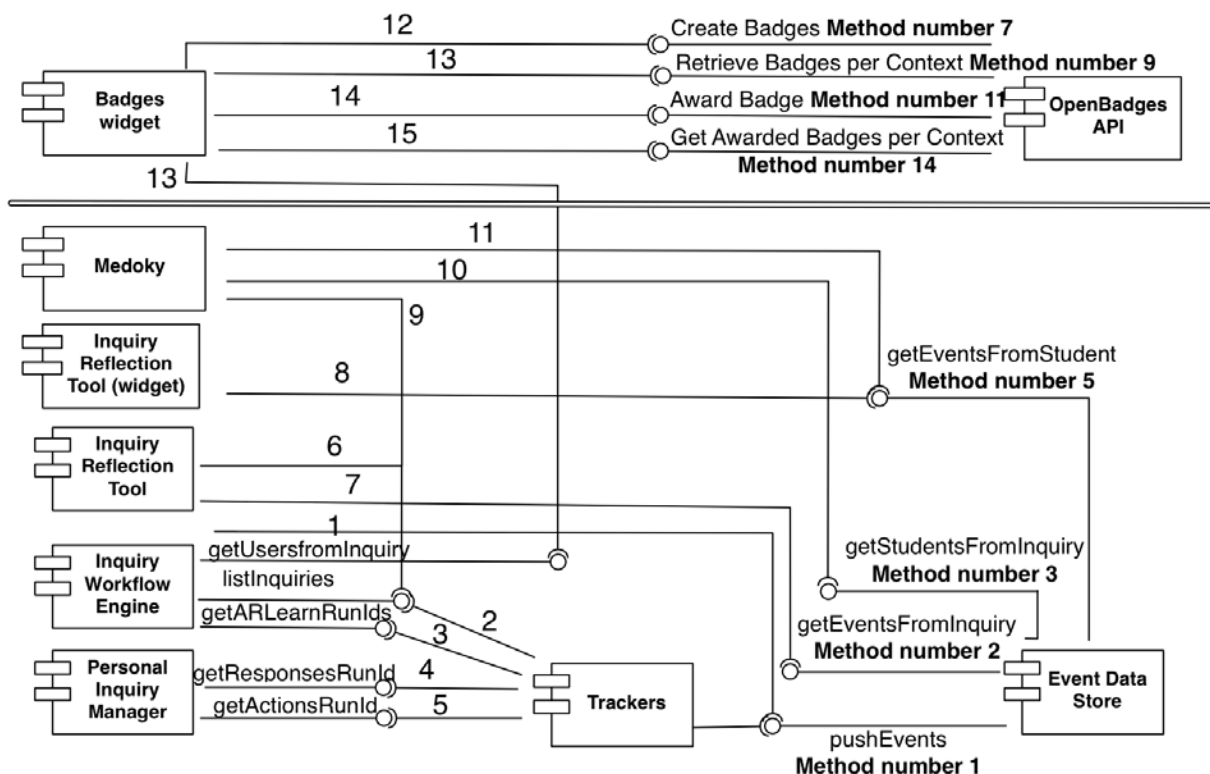 12
Create Badges Method number 7
13
Retrieve Badges per Context Method number 9
Badges
widget
14
Award Badge Method number 11
OpenBadges
API
15
Get Awarded Badges per Context
Method number 14
13
Medoky
11
10
9
Inquiry
Reflection
Tool (widget)
8
getEventsFromStudent
Method number 5
Inquiry
Reflection
Tool
6
7
1
Inquiry
Workflow
Engine
getUsersfromInquiry
listInquiries
getARLearnRunIds
2
3
getStudentsFromInquiry
Method number 3
getEventsFromInquiry
Method number 2
Personal
Inquiry
Manager
getResponsesRunId
4
getActionsRunId
5
Trackers
Event Data
Store
pushEvents
Method number 1